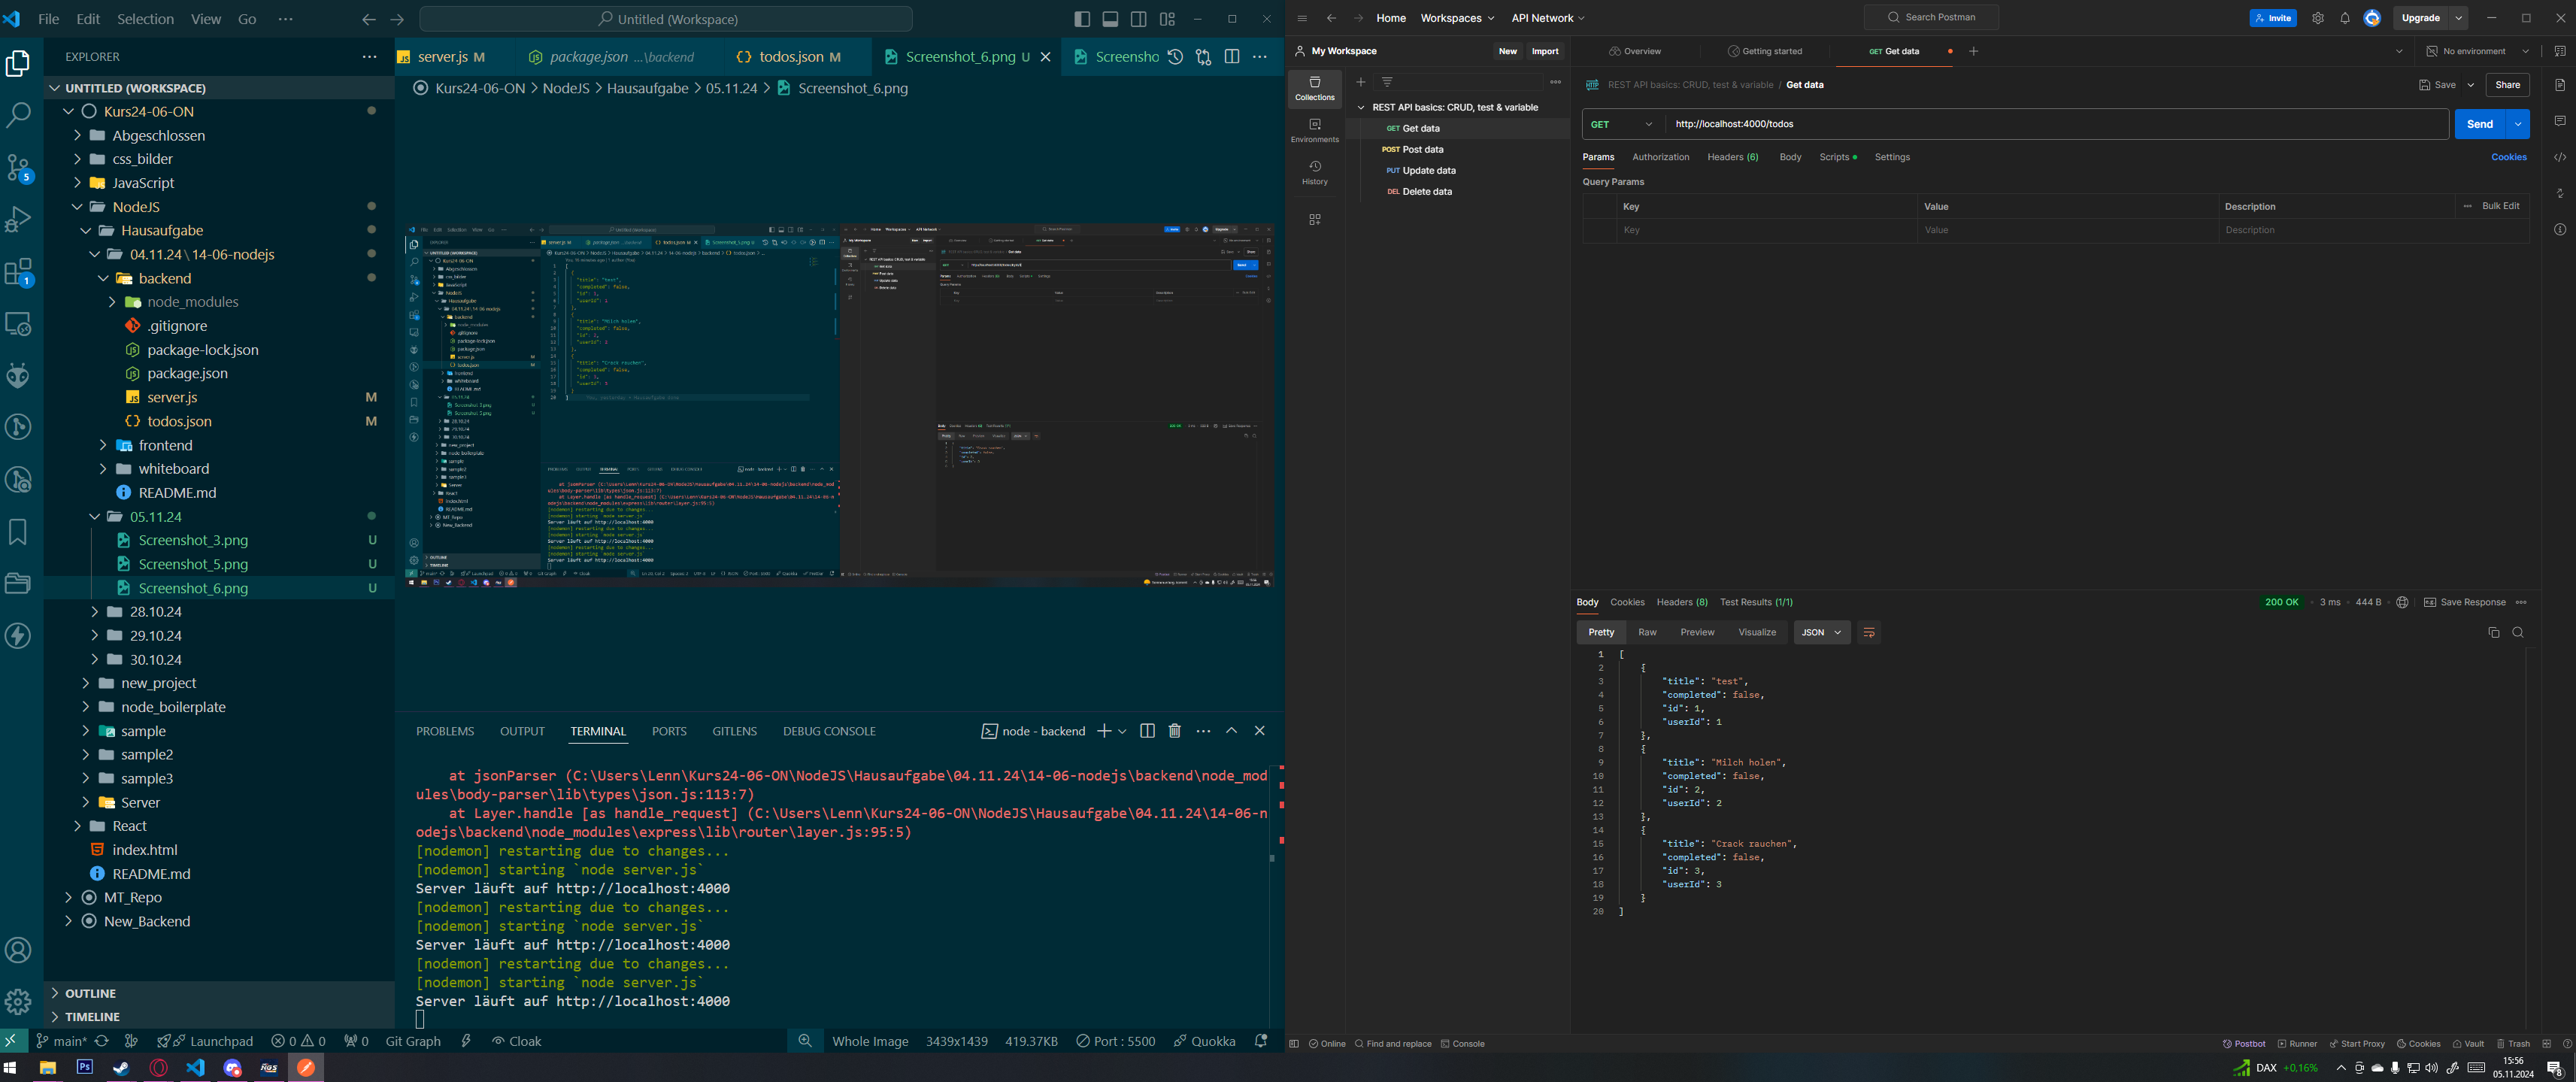 File Edit Selection View Go ··· Untitled (Workspace)
EXPLORER
UNTITLED (WORKSPACE)
Kurs24-06-ON
Abgeschlossen
css_bilder
JavaScript
NodeJS
Hausaufgabe
04.11.24 \ 14-06-nodejs
backend
node_modules
.gitignore
package-lock.json
package.json
server.js M
todos.json M
frontend
whiteboard
README.md
05.11.24
Screenshot_3.png U
Screenshot_5.png U
Screenshot_6.png U
28.10.24
29.10.24
30.10.24
new_project
node_boilerplate
sample
sample2
sample3
Server
React
index.html
README.md
MT_Repo
New_Backend
OUTLINE
TIMELINE
5
1
server.js M package.json ...\backend todos.json M Screenshot_6.png U Screensho
Kurs24-06-ON > NodeJS > Hausaufgabe > 05.11.24 > Screenshot_6.png
PROBLEMS OUTPUT TERMINAL PORTS GITLENS DEBUG CONSOLE node - backend
at jsonParser (C:\Users\Lenn\Kurs24-06-ON\NodeJS\Hausaufgabe\04.11.24\14-06-nodejs\backend\node_mod
ules\body-parser\lib\types\json.js:113:7)
at Layer.handle [as handle_request] (C:\Users\Lenn\Kurs24-06-ON\NodeJS\Hausaufgabe\04.11.24\14-06-n
odejs\backend\node_modules\express\lib\router\layer.js:95:5)
[nodemon] restarting due to changes...
[nodemon] starting `node server.js`
Server läuft auf http://localhost:4000
[nodemon] restarting due to changes...
[nodemon] starting `node server.js`
Server läuft auf http://localhost:4000
[nodemon] restarting due to changes...
[nodemon] starting `node server.js`
Server läuft auf http://localhost:4000
main* Launchpad 0 0 0 Git Graph Cloak Whole Image 3439x1439 419.37KB Port : 5500 Quokka
Home Workspaces API Network Search Postman Invite Upgrade
My Workspace New Import
Overview Getting started GET Get data No environment
Collections
Environments
History
REST API basics: CRUD, test & variable
GET Get data
POST Post data
PUT Update data
DEL Delete data
REST API basics: CRUD, test & variable / Get data Save Share
GET http://localhost:4000/todos Send
Params Authorization Headers (6) Body Scripts Settings Cookies
Query Params
Key Value Description Bulk Edit
Key Value Description
Body Cookies Headers (8) Test Results (1/1) 200 OK 3 ms 444 B Save Response
Pretty Raw Preview Visualize JSON
1 [
2 {
3 "title": "test",
4 "completed": false,
5 "id": 1,
6 "userId": 1
7 },
8 {
9 "title": "Milch holen",
10 "completed": false,
11 "id": 2,
12 "userId": 2
13 },
14 {
15 "title": "Crack rauchen",
16 "completed": false,
17 "id": 3,
18 "userId": 3
19 }
20 ]
Online Find and replace Console Postbot Runner Start Proxy Cookies Vault Trash
Ps
DAX +0,16%
15:56
05.11.2024
8